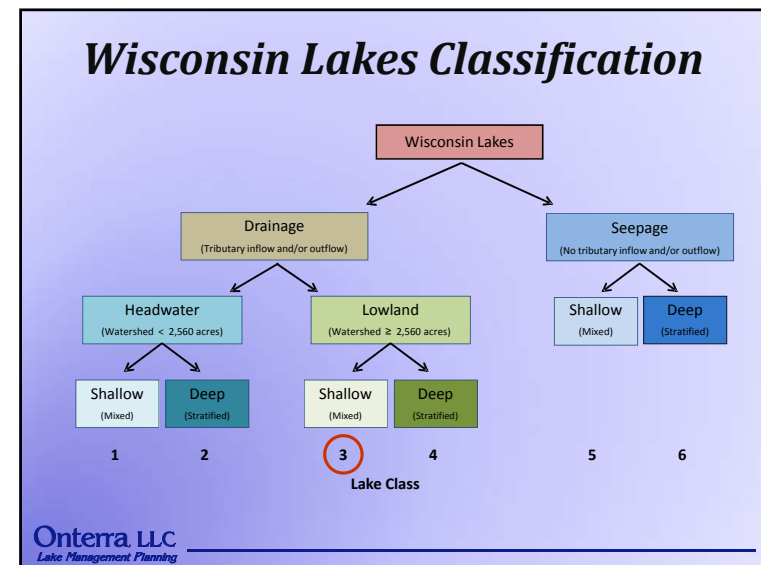 Wisconsin Lakes Classification
Wisconsin Lakes
Drainage
(Tributary inflow and/or outflow)
Seepage
(No tributary inflow and/or outflow)
Headwater
(Watershed < 2,560 acres)
Lowland
(Watershed ≥ 2,560 acres)
Shallow
(Mixed)
Deep
(Stratified)
Shallow
(Mixed)
Deep
(Stratified)
Shallow
(Mixed)
Deep
(Stratified)
1 2 3 4 5 6
Lake Class
Onterra, LLC
Lake Management Planning